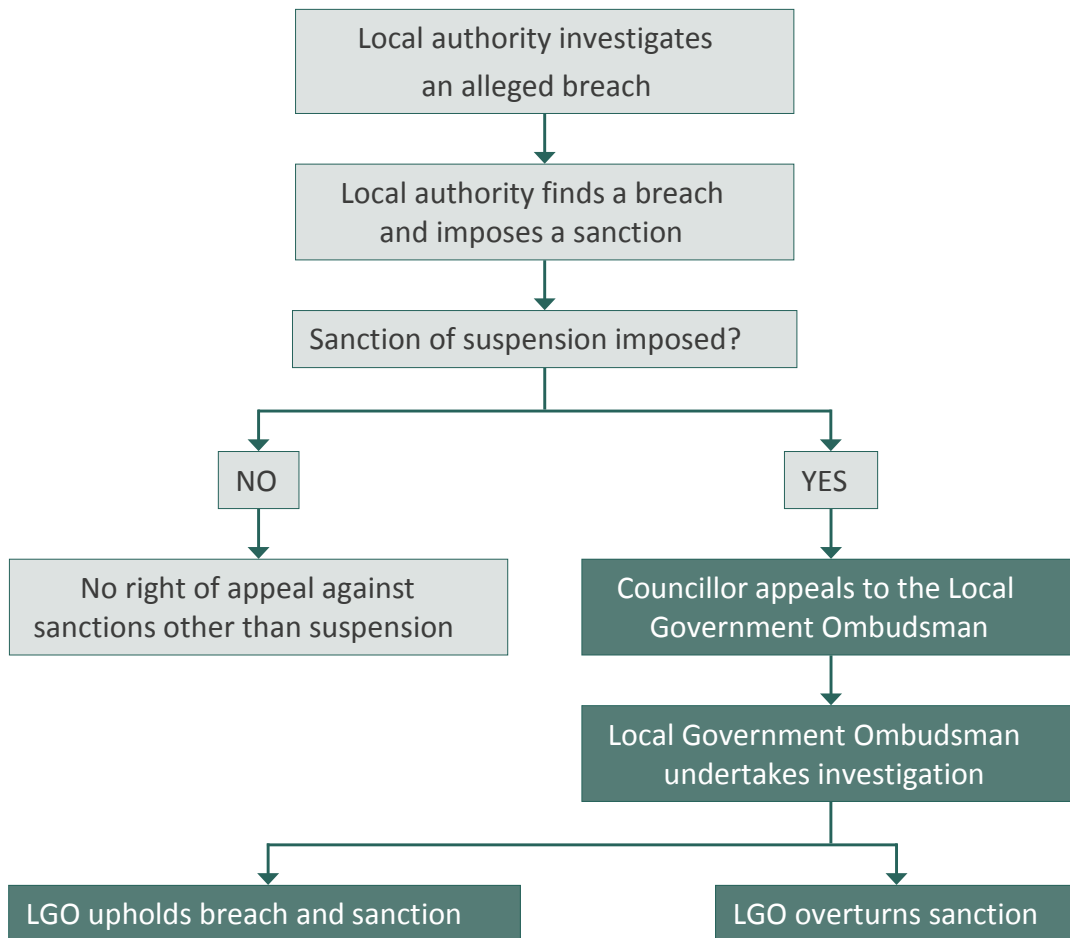 Local authority investigates
an alleged breach
Local authority finds a breach
and imposes a sanction
Sanction of suspension imposed?
NO
YES
No right of appeal against
sanctions other than suspension
Councillor appeals to the Local
Government Ombudsman
Local Government Ombudsman
undertakes investigation
LGO upholds breach and sanction
LGO overturns sanction